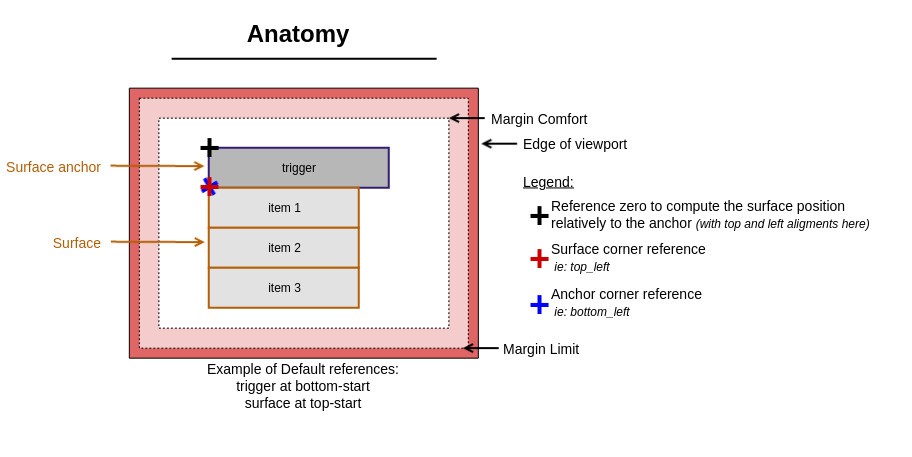 Anatomy
Margin Comfort
Edge of viewport
Surface anchor
trigger
item 1
Surface
item 2
item 3
Legend:
Reference zero to compute the surface position
relatively to the anchor (with top and left aligments here)
Surface corner reference
ie: top_left
Anchor corner reference
ie: bottom_left
Margin Limit
Example of Default references:
trigger at bottom-start
surface at top-start